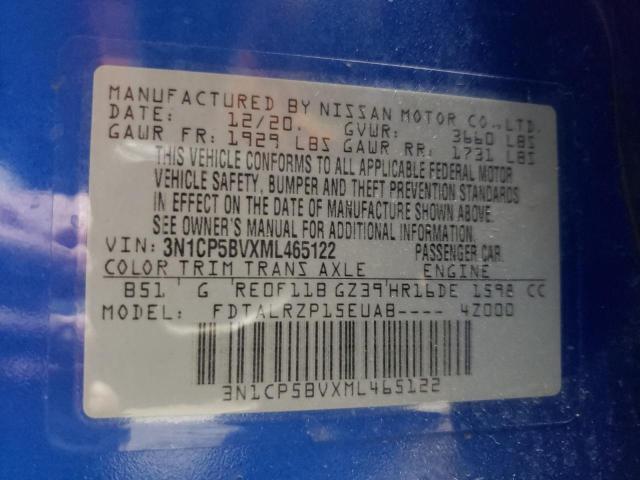 MANUFACTURED BY NISSAN MOTOR CO.,LTD.
DATE: 12/20. GVWR: 3660 LBS
GAWR FR: 1929 LBS GAWR RR: 1731 LBS
THIS VEHICLE CONFORMS TO ALL APPLICABLE FEDERAL MOTOR
VEHICLE SAFETY, BUMPER AND THEFT PREVENTION STANDARDS
IN EFFECT ON THE DATE OF MANUFACTURE SHOWN ABOVE.
SEE OWNER'S MANUAL FOR ADDITIONAL INFORMATION.
VIN: 3N1CP5BVXML465122 PASSENGER CAR.
COLOR TRIM TRANS AXLE ENGINE
B51 G RE0F11B GZ39 HR16DE 1598 CC
MODEL: FDTALRZP15EUAB---- 4Z000
3N1CP5BVXML465122